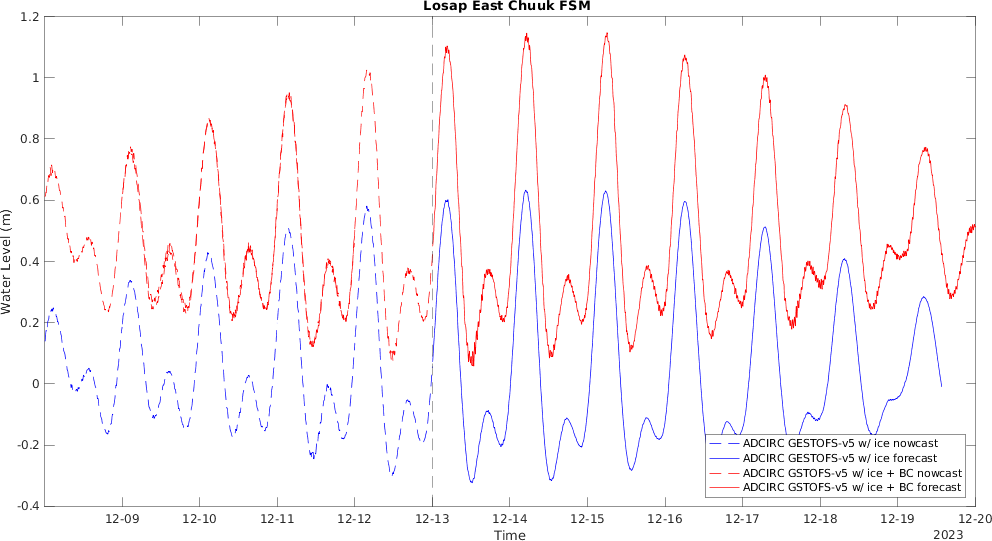 Losap East Chuuk FSM
1.2
1
0.8
0.6
0.4
0.2
0
-0.2
-0.4
Water Level (m)
ADCIRC GESTOFS-v5 w/ ice nowcast
ADCIRC GESTOFS-v5 w/ ice forecast
ADCIRC GSTOFS-v5 w/ ice + BC nowcast
ADCIRC GSTOFS-v5 w/ ice + BC forecast
12-09 12-10 12-11 12-12 12-13 12-14 12-15 12-16 12-17 12-18 12-19 12-20
Time
2023